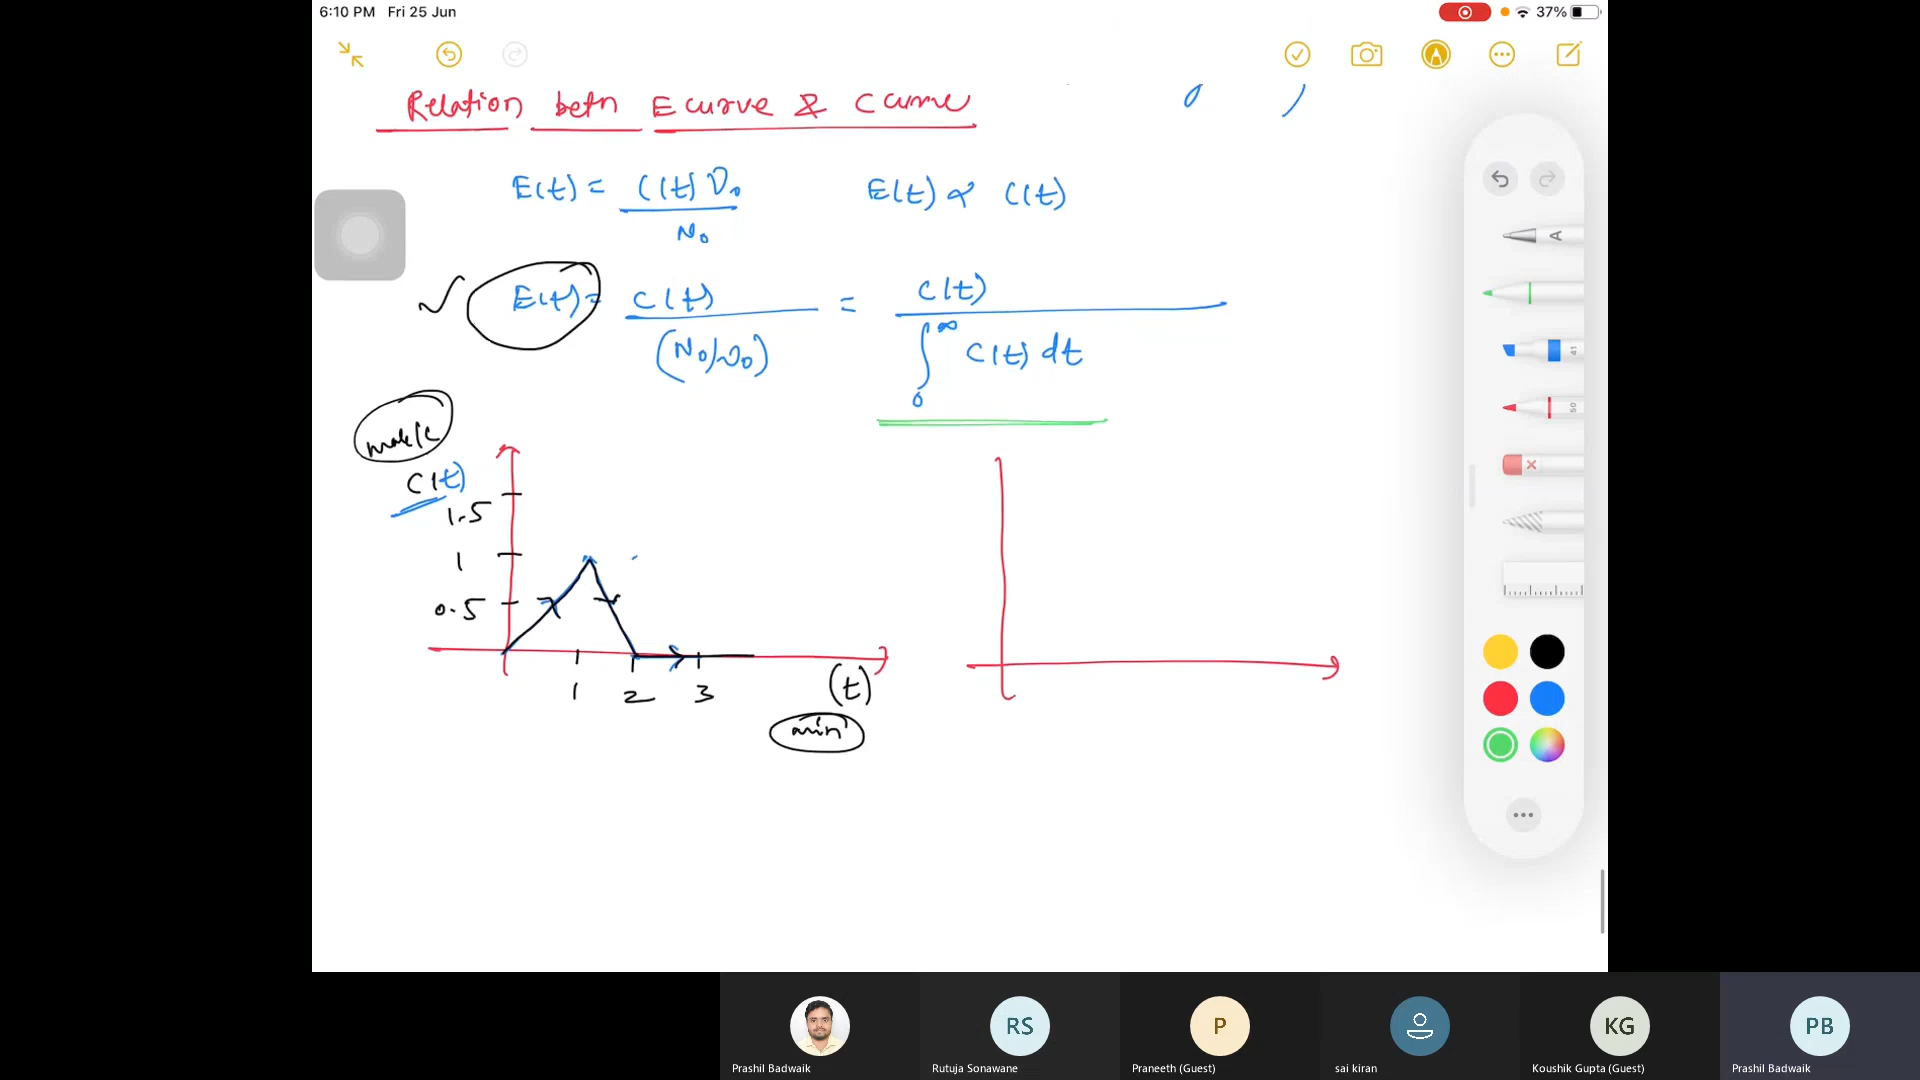 6:10 PM Fri 25 Jun
37%
Relation betn E curve & C curve
E(t) = C(t) v₀ / N₀
E(t) ∝ C(t)
E(t) = C(t) / (N₀/v₀) = C(t) / ∫₀^∞ C(t) dt
C(t)
1.5
1
0.5
1 2 3 (t)
min
A
41
50
Prashil Badwaik
RS
Rutuja Sonawane
P
Praneeth (Guest)
sai kiran
KG
Koushik Gupta (Guest)
PB
Prashil Badwaik